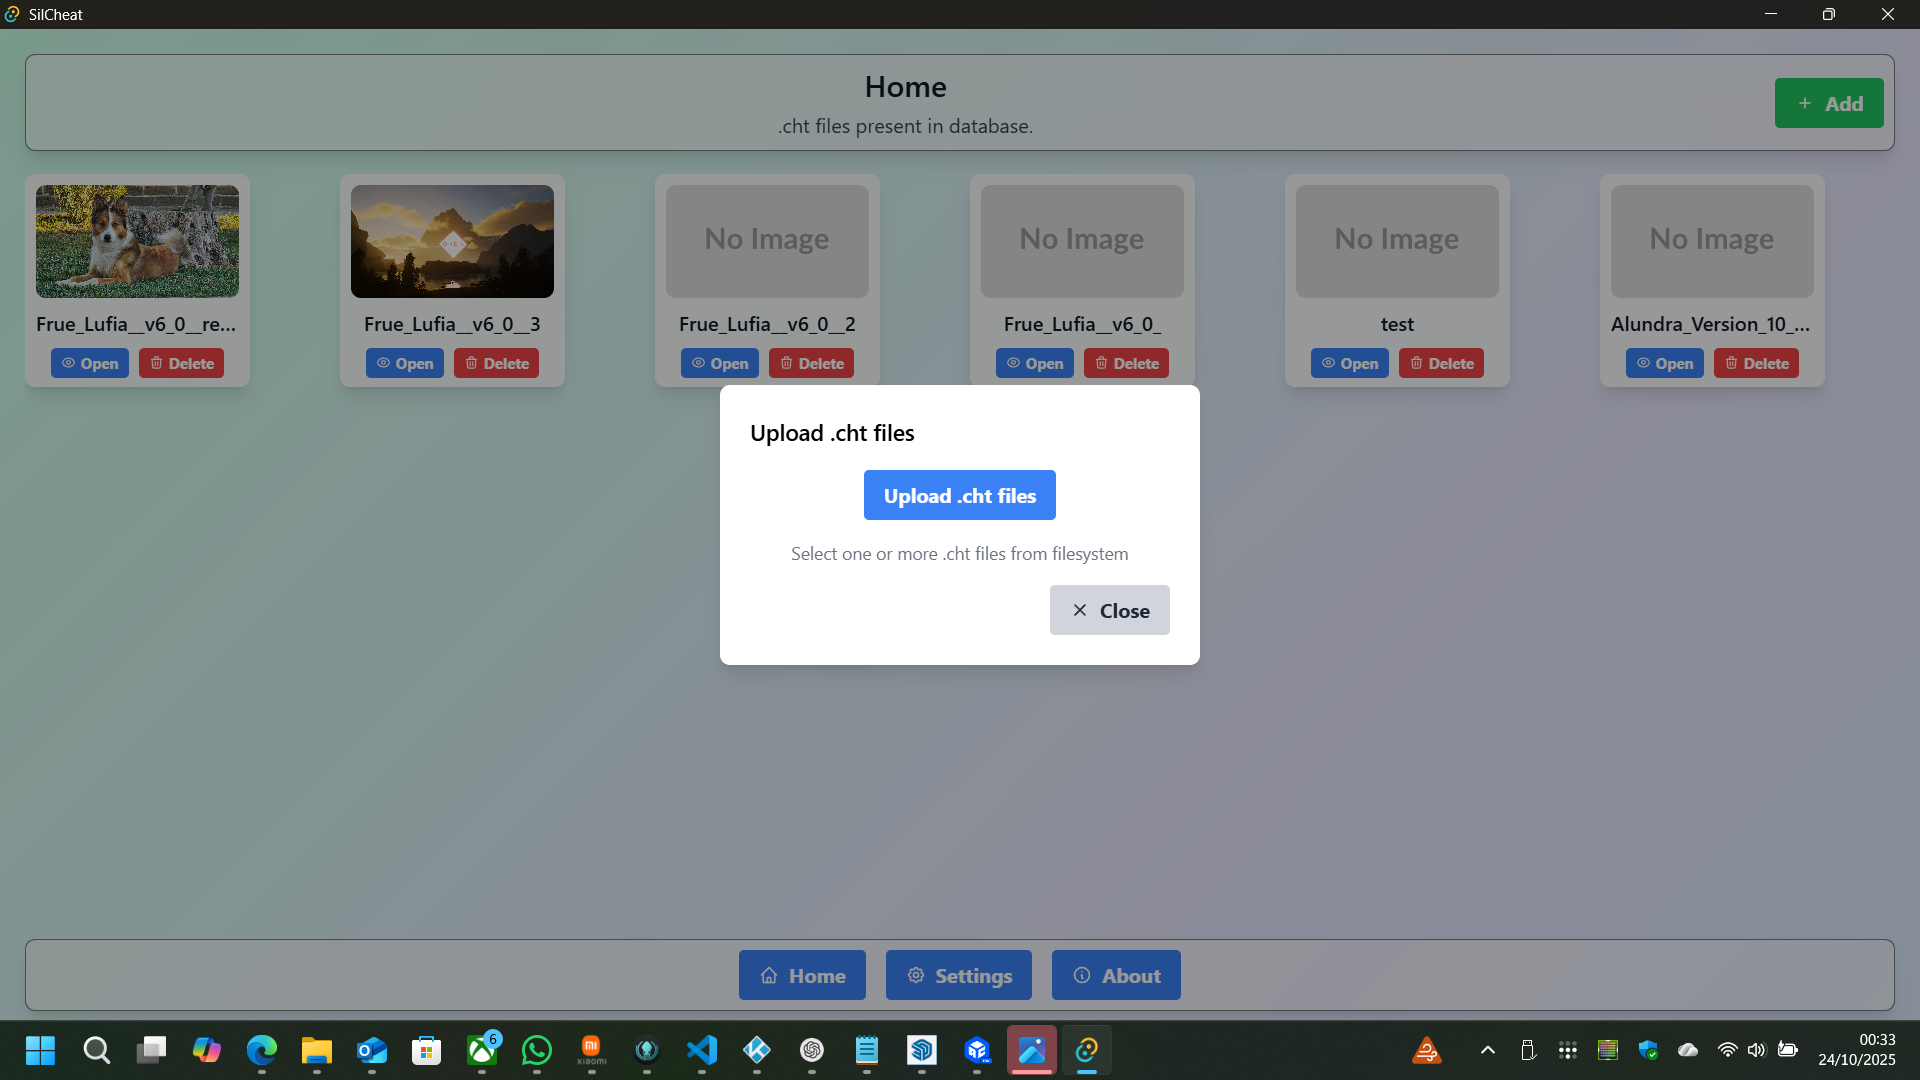 SilCheat
Home
.cht files present in database.
Add
No Image
No Image
No Image
No Image
Frue_Lufia__v6_0__re...
Frue_Lufia__v6_0__3
Frue_Lufia__v6_0__2
Frue_Lufia__v6_0_
test
Alundra_Version_10_...
Open Delete
Open Delete
Open Delete
Open Delete
Open Delete
Open Delete
Upload .cht files
Upload .cht files
Select one or more .cht files from filesystem
Close
Home
Settings
About
6
xiaomi
00:33
24/10/2025